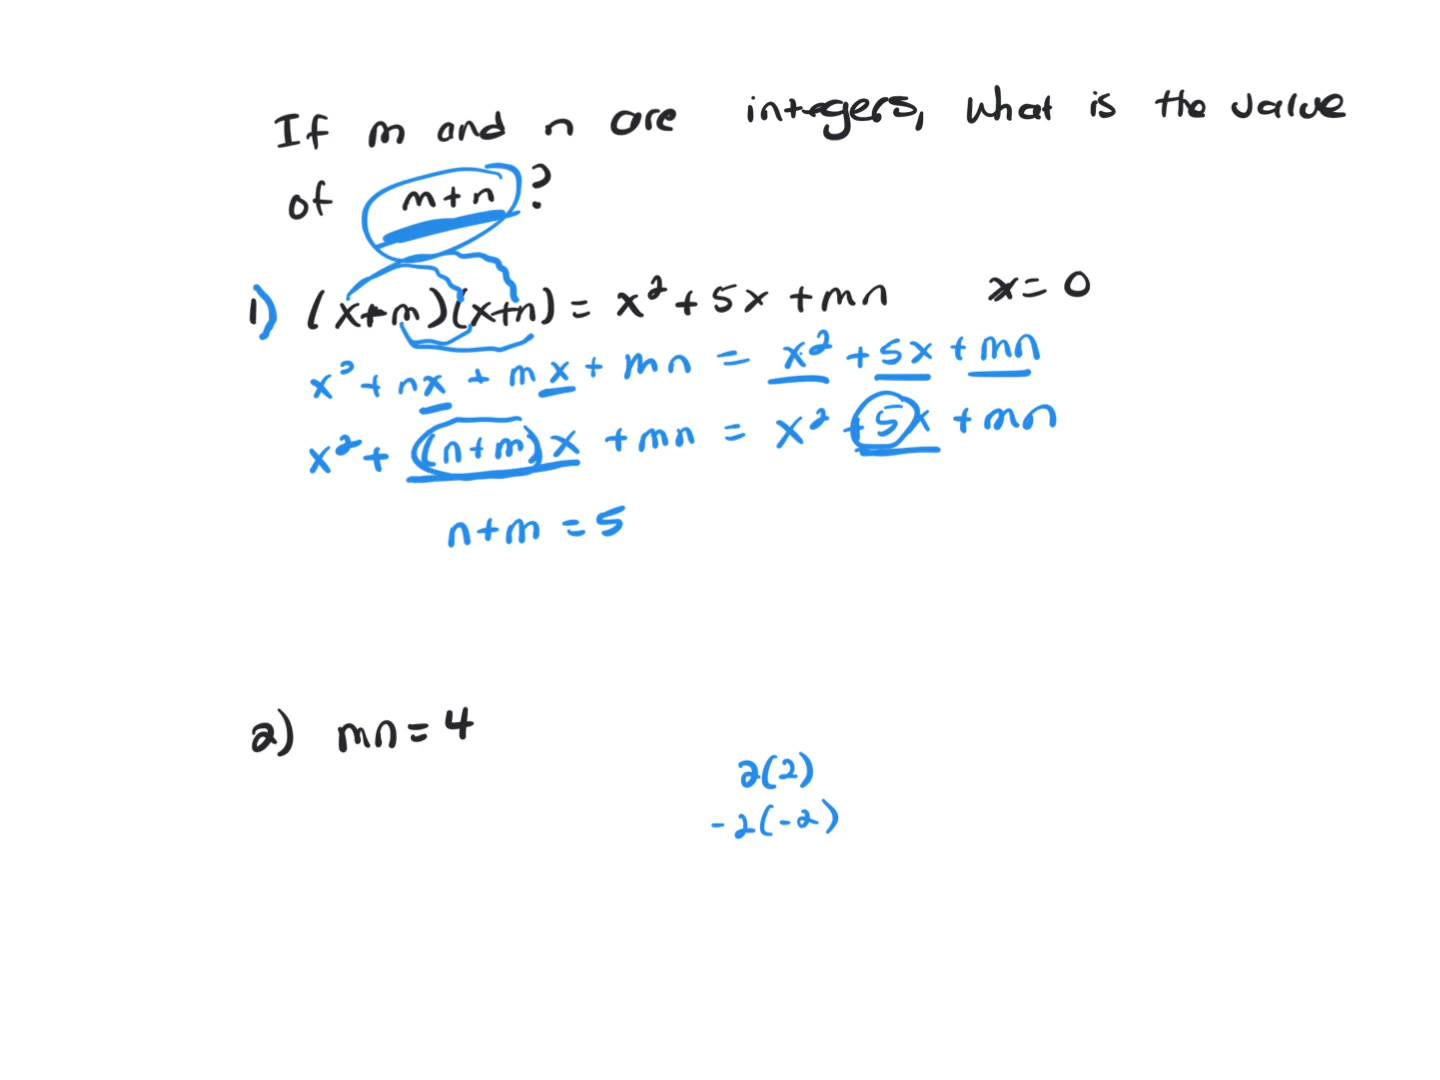 If m and n are integers, what is the value
of m+n?
1) (x+m)(x+n) = x² + 5x + mn x = 0
x² + nx + mx + mn = x² + 5x + mn
x² + (n+m)x + mn = x² + 5x + mn
n+m = 5
2) mn = 4
2(2)
-2(-2)